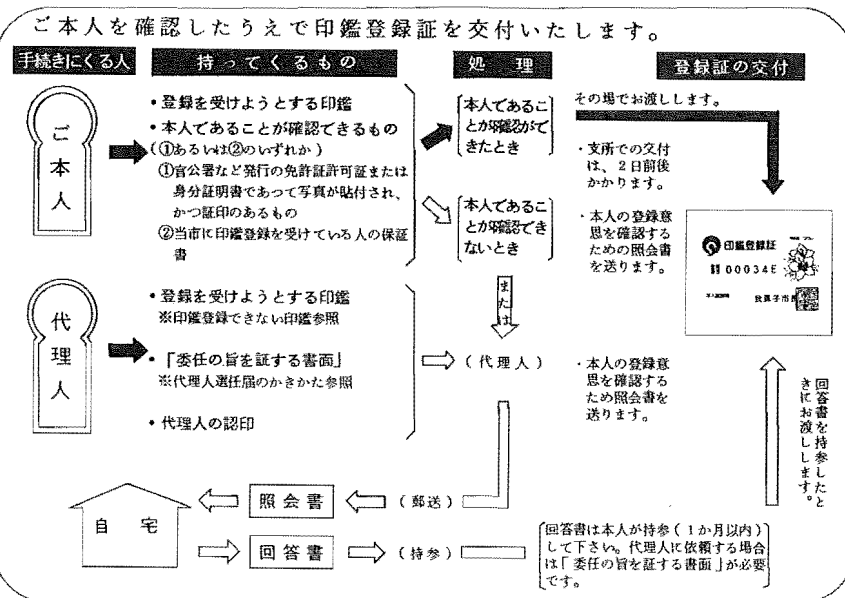 ご本人を確認したうえで印鑑登録証を交付いたします。
手続きにくる人
持ってくるもの
処理
登録証の交付
ご本人
・登録を受けようとする印鑑
・本人であることが確認できるもの
(①あるいは②のいずれか)
①官公署など発行の免許証許可証または
身分証明書であって写真が貼付され、
かつ証印のあるもの
②当市に印鑑登録を受けている人の保証
書
本人であるこ
とが確認がで
きたとき
本人であるこ
とが確認でき
ないとき
その場でお渡しします。
・支所での交付
は、2日前後
かかります。
・本人の登録意
思を確認する
ための照会書
を送ります。
印鑑登録証
00034E
我孫子市長
代理人
・登録を受けようとする印鑑
※印鑑登録できない印鑑参照
・「委任の旨を証する書面」
※代理人選任届のかきかた参照
・代理人の認印
または
(代理人)
・本人の登録意
思を確認する
ため照会書を
送ります。
回答書を持参したと
きにお渡しします。
自宅
照会書
(郵送)
回答書
(持参)
回答書は本人が持参(1か月以内)
して下さい。代理人に依頼する場合
は「委任の旨を証する書面」が必要
です。